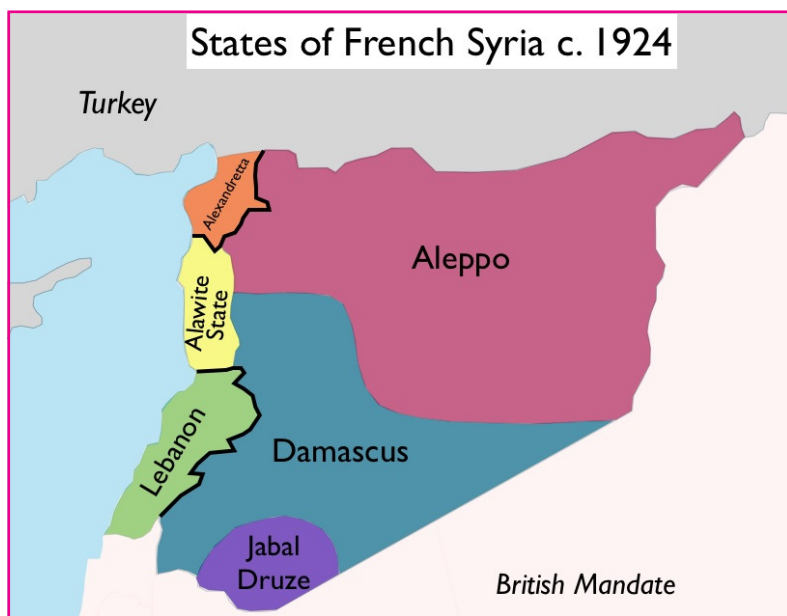 States of French Syria c. 1924
Turkey
Alexandretta
Aleppo
Alawite
State
Lebanon
Damascus
Jabal
Druze
British Mandate